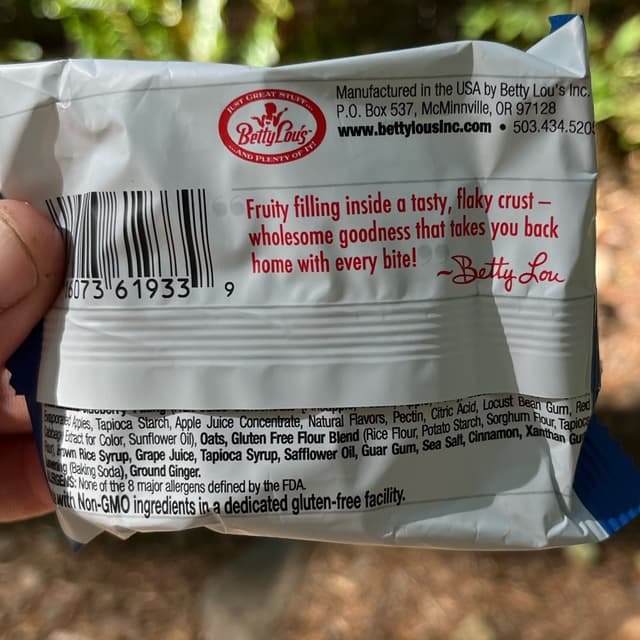 JUST GREAT STUFF...
Betty Lou's
...AND PLENTY OF IT!
Manufactured in the USA by Betty Lou's Inc.
P.O. Box 537, McMinnville, OR 97128
www.bettylousinc.com • 503.434.520
Fruity filling inside a tasty, flaky crust –
wholesome goodness that takes you back
home with every bite!
~Betty Lou
6073 61933 9
Evaporated Apples, Tapioca Starch, Apple Juice Concentrate, Natural Flavors, Pectin, Citric Acid, Locust Bean Gum, Red
Cabbage Extract for Color, Sunflower Oil), Oats, Gluten Free Flour Blend (Rice Flour, Potato Starch, Sorghum Flour, Tapioca
Brown Rice Syrup, Grape Juice, Tapioca Syrup, Safflower Oil, Guar Gum, Sea Salt, Cinnamon, Xanthan Gu
(Baking Soda), Ground Ginger.
None of the 8 major allergens defined by the FDA.
with Non-GMO ingredients in a dedicated gluten-free facility.